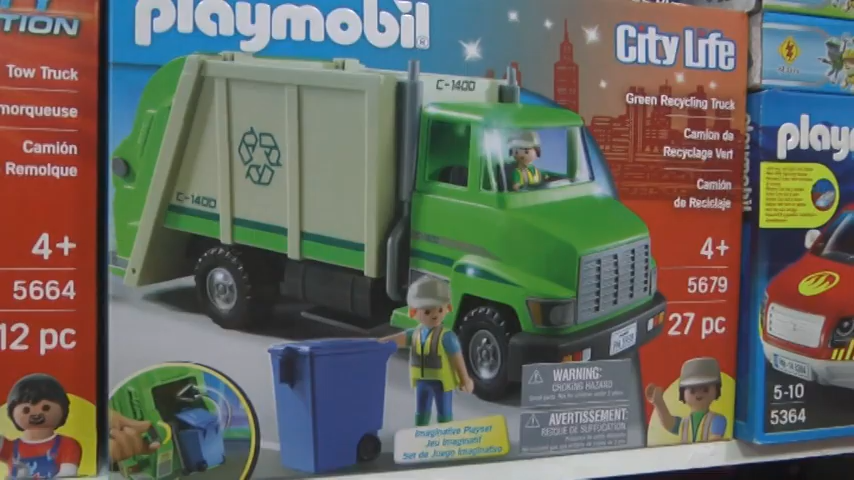 TION
Tow Truck
morqueuse
Camión
Remolque
4+
5664
12 pc
playmobil
City Life
Green Recycling Truck
Camion de
Recyclage Vert
Camión
de Reciclaje
4+
5679
27 pc
C-1400
C-1400
WARNING:
CHOKING HAZARD
AVERTISSEMENT:
RISQUE DE SUFFOCATION
Imaginative Playset
Jeu Imaginatif
Set de Juego Imaginativo
playm
5-10
5364